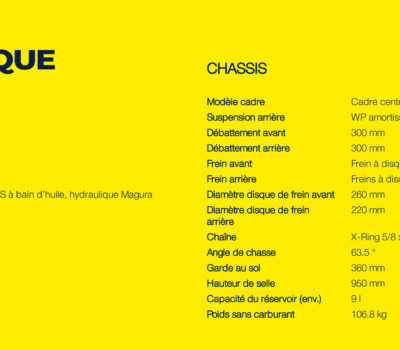 QUE
S à bain d'huile, hydraulique Magura
CHASSIS
Modèle cadre Cadre cent
Suspension arrière WP amortis
Débattement avant 300 mm
Débattement arrière 300 mm
Frein avant Frein à disq
Frein arrière Freins à dis
Diamètre disque de frein avant 260 mm
Diamètre disque de frein 220 mm
arrière
Chaîne X-Ring 5/8 x
Angle de chasse 63.5 °
Garde au sol 360 mm
Hauteur de selle 950 mm
Capacité du réservoir (env.) 9 l
Poids sans carburant 106.8 kg